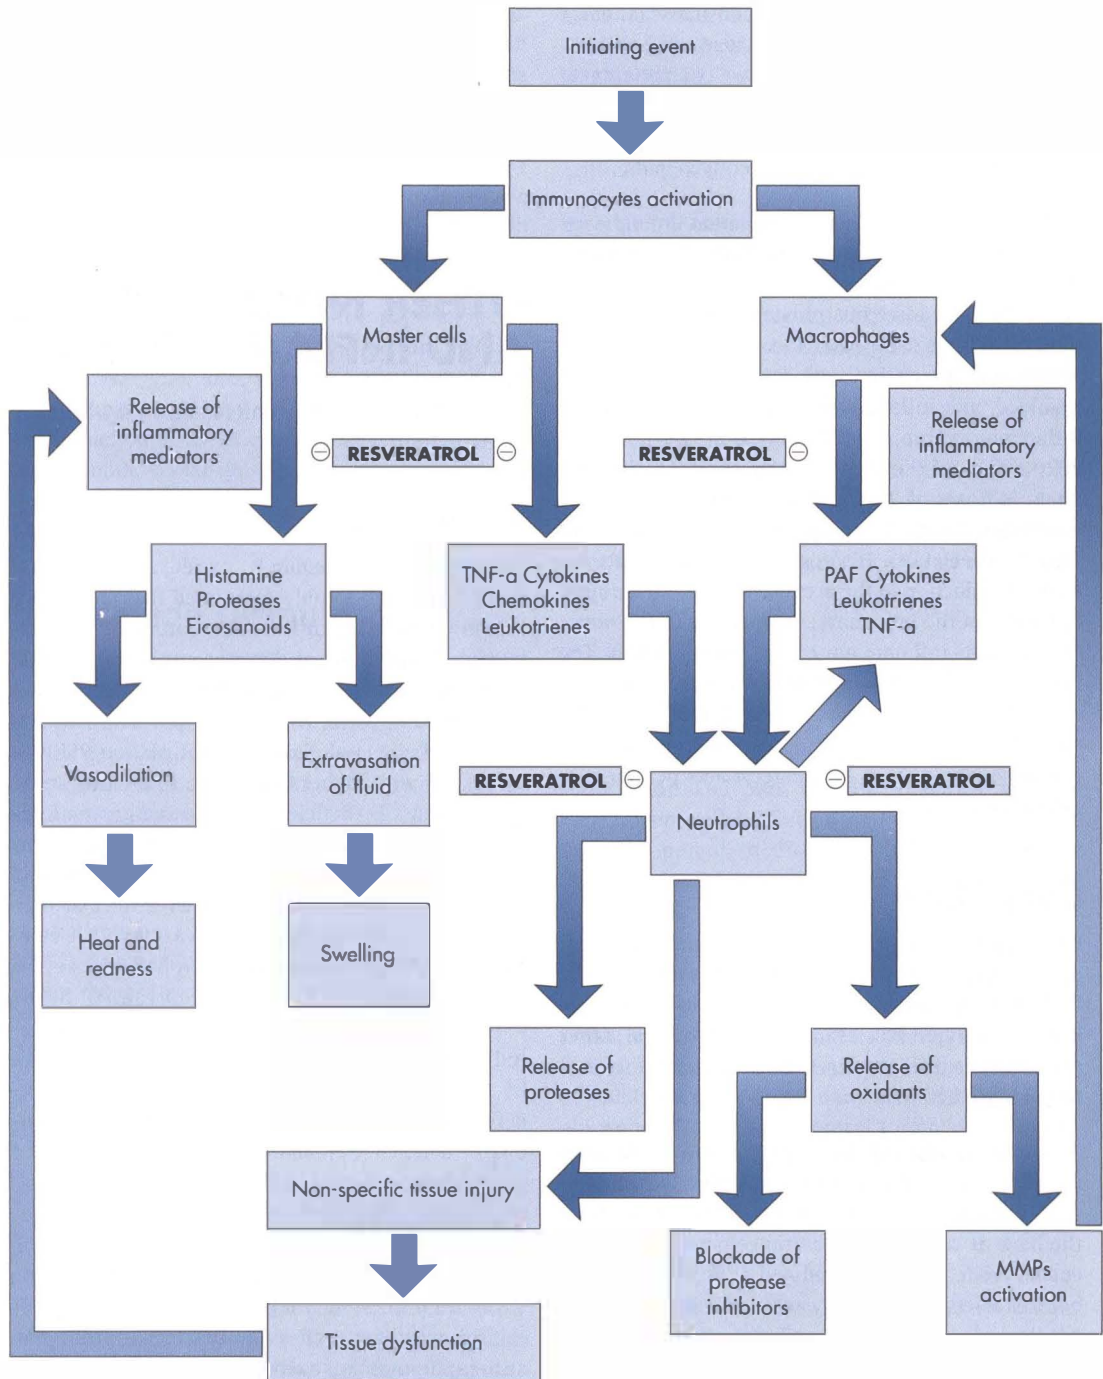 Initiating event
Immunocytes activation
Master cells
Macrophages
Release of
inflammatory
mediators
⊖ RESVERATROL ⊖
RESVERATROL ⊖
Release of
inflammatory
mediators
Histamine
Proteases
Eicosanoids
TNF-a Cytokines
Chemokines
Leukotrienes
PAF Cytokines
Leukotrienes
TNF-a
Vasodilation
Extravasation
of fluid
RESVERATROL ⊖
⊖ RESVERATROL
Neutrophils
Heat and
redness
Swelling
Release of
proteases
Release of
oxidants
Non-specific tissue injury
Blockade of
protease
inhibitors
MMPs
activation
Tissue dysfunction